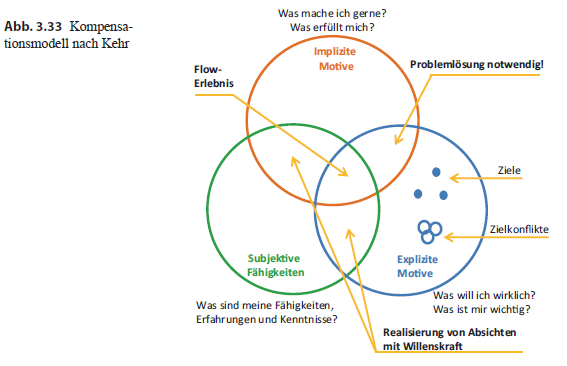 Abb. 3.33 Kompensa-
tionsmodell nach Kehr
Was mache ich gerne?
Was erfüllt mich?
Implizite
Motive
Flow-
Erlebnis
Problemlösung notwendig!
Ziele
Zielkonflikte
Subjektive
Fähigkeiten
Explizite
Motive
Was sind meine Fähigkeiten,
Erfahrungen und Kenntnisse?
Was will ich wirklich?
Was ist mir wichtig?
Realisierung von Absichten
mit Willenskraft